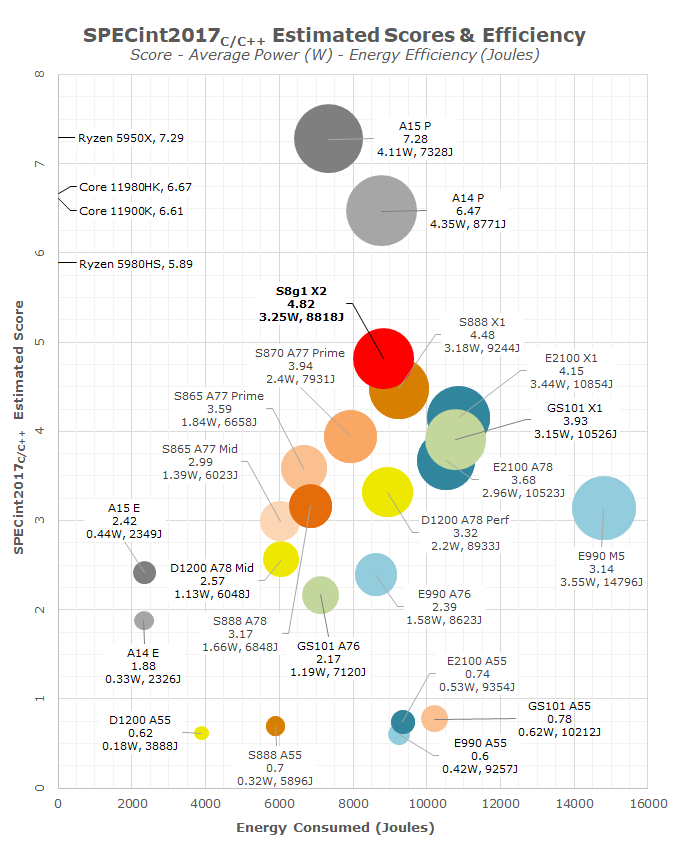 SPECint2017C/C++ Estimated Scores & Efficiency
Score - Average Power (W) - Energy Efficiency (Joules)
8
7
6
5
4
3
2
1
0
SPECint2017C/C++ Estimated Score
Ryzen 5950X, 7.29
Core 11980HK, 6.67
Core 11900K, 6.61
Ryzen 5980HS, 5.89
A15 P
7.28
4.11W, 7328J
A14 P
6.47
4.35W, 8771J
S8g1 X2
4.82
3.25W, 8818J
S888 X1
4.48
3.18W, 9244J
S870 A77 Prime
3.94
2.4W, 7931J
E2100 X1
4.15
3.44W, 10854J
S865 A77 Prime
3.59
1.84W, 6658J
GS101 X1
3.93
3.15W, 10526J
S865 A77 Mid
2.99
1.39W, 6023J
E2100 A78
3.68
2.96W, 10523J
A15 E
2.42
0.44W, 2349J
D1200 A78 Perf
3.32
2.2W, 8933J
E990 M5
3.14
3.55W, 14796J
D1200 A78 Mid
2.57
1.13W, 6048J
E990 A76
2.39
1.58W, 8623J
S888 A78
3.17
1.66W, 6848J
GS101 A76
2.17
1.19W, 7120J
A14 E
1.88
0.33W, 2326J
E2100 A55
0.74
0.53W, 9354J
GS101 A55
0.78
0.62W, 10212J
D1200 A55
0.62
0.18W, 3888J
S888 A55
0.7
0.32W, 5896J
E990 A55
0.6
0.42W, 9257J
0
2000
4000
6000
8000
10000
12000
14000
16000
Energy Consumed (Joules)